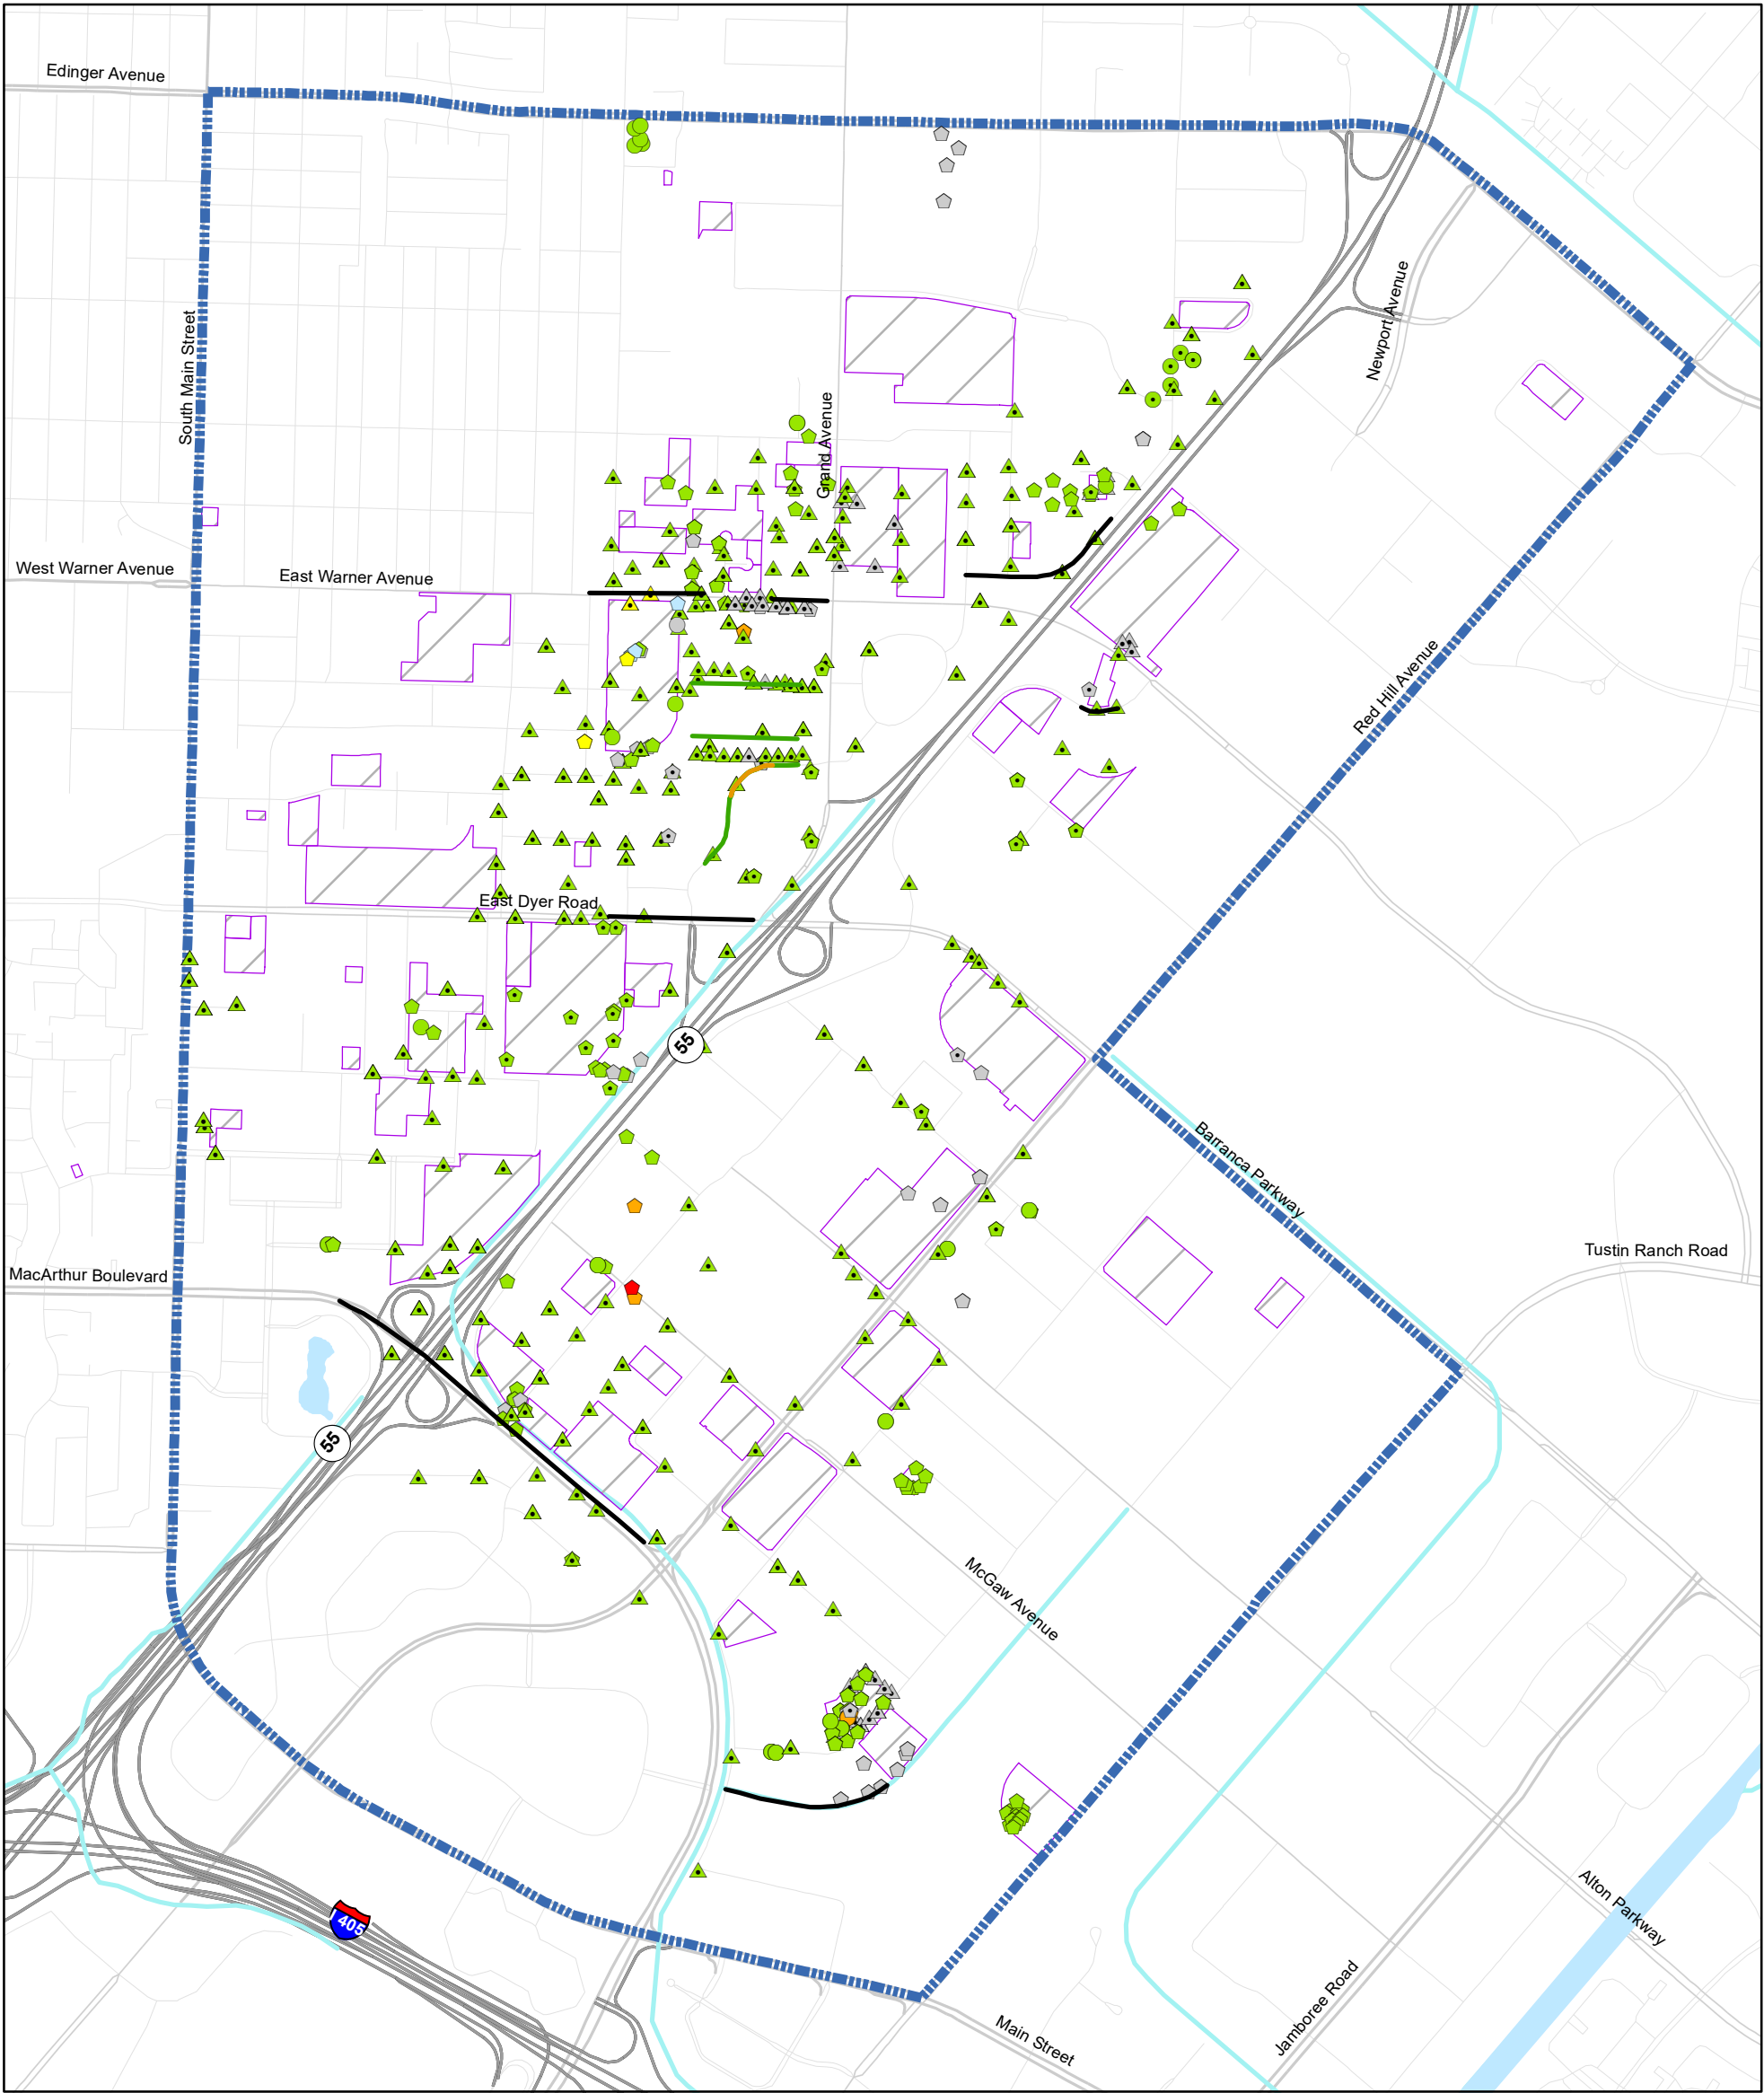 Edinger Avenue
South Main Street
Newport Avenue
Grand Avenue
West Warner Avenue
East Warner Avenue
Red Hill Avenue
East Dyer Road
55
Barranca Parkway
Tustin Ranch Road
MacArthur Boulevard
55
McGaw Avenue
Alton Parkway
405
Jamboree Road
Main Street